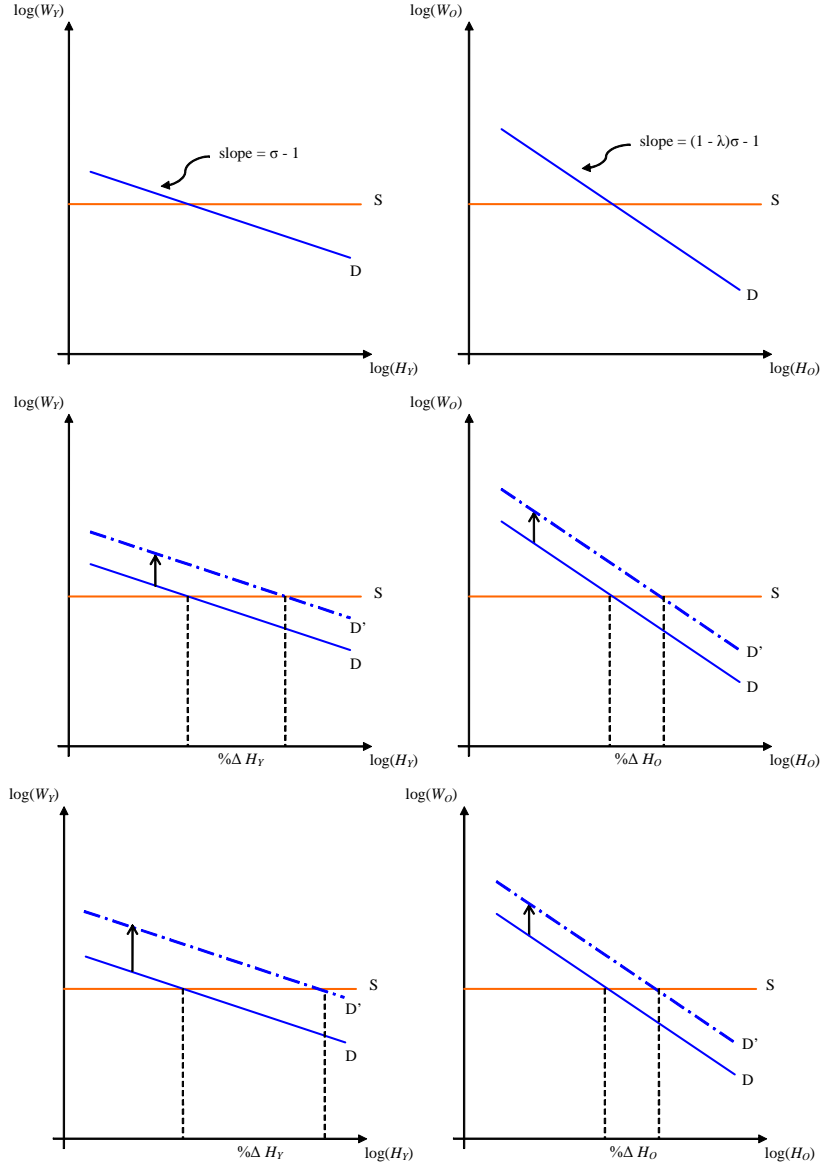 log(W_Y)
slope = σ - 1
S
D
log(H_Y)
log(W_O)
slope = (1 - λ)σ - 1
S
D
log(H_O)
log(W_Y)
S
D’
D
%Δ H_Y
log(H_Y)
log(W_O)
S
D’
D
%Δ H_O
log(H_O)
log(W_Y)
S
D’
D
%Δ H_Y
log(H_Y)
log(W_O)
S
D’
D
%Δ H_O
log(H_O)